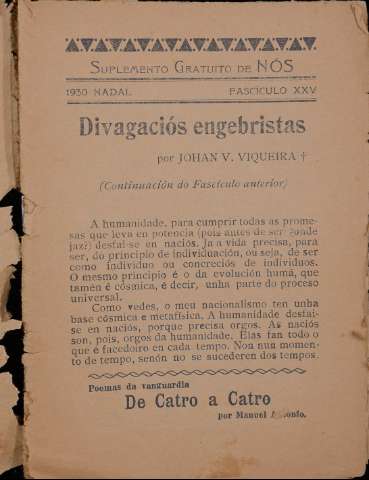 SUPLEMENTO GRATUITO DE NÓS
1930 NADAL FASCÍCULO XXV
Divagaciós engebristas
por JOHAN V. VIQUEIRA †
(Continuación do Fascículo anterior)
A humanidade, para cumprir todas as prome-
sas que leva en potencia (pois antes de ser ¿onde
jaz?) desfai-se en naciós. Ja a vida precisa, para
ser, do principio de individuación, ou seja, de ser
como individuo ou concreciós de individuos.
O mesmo principio é o da evolución humá, que
tamén é cósmica, é decir, unha parte do proceso
universal.
Como vedes, o meu nacionalismo ten unha
base cósmica e metafísica. A humanidade desfai-
se en naciós, porque precisa orgos. As naciós
son, pois, orgos da humanidade. Elas fan todo o
que é facedoiro en cada tempo. Non nun momen-
to de tempo, senón no sucederen dos tempos.
Poemas da vanguardia
De Catro a Catro
por Manuel Antonio.